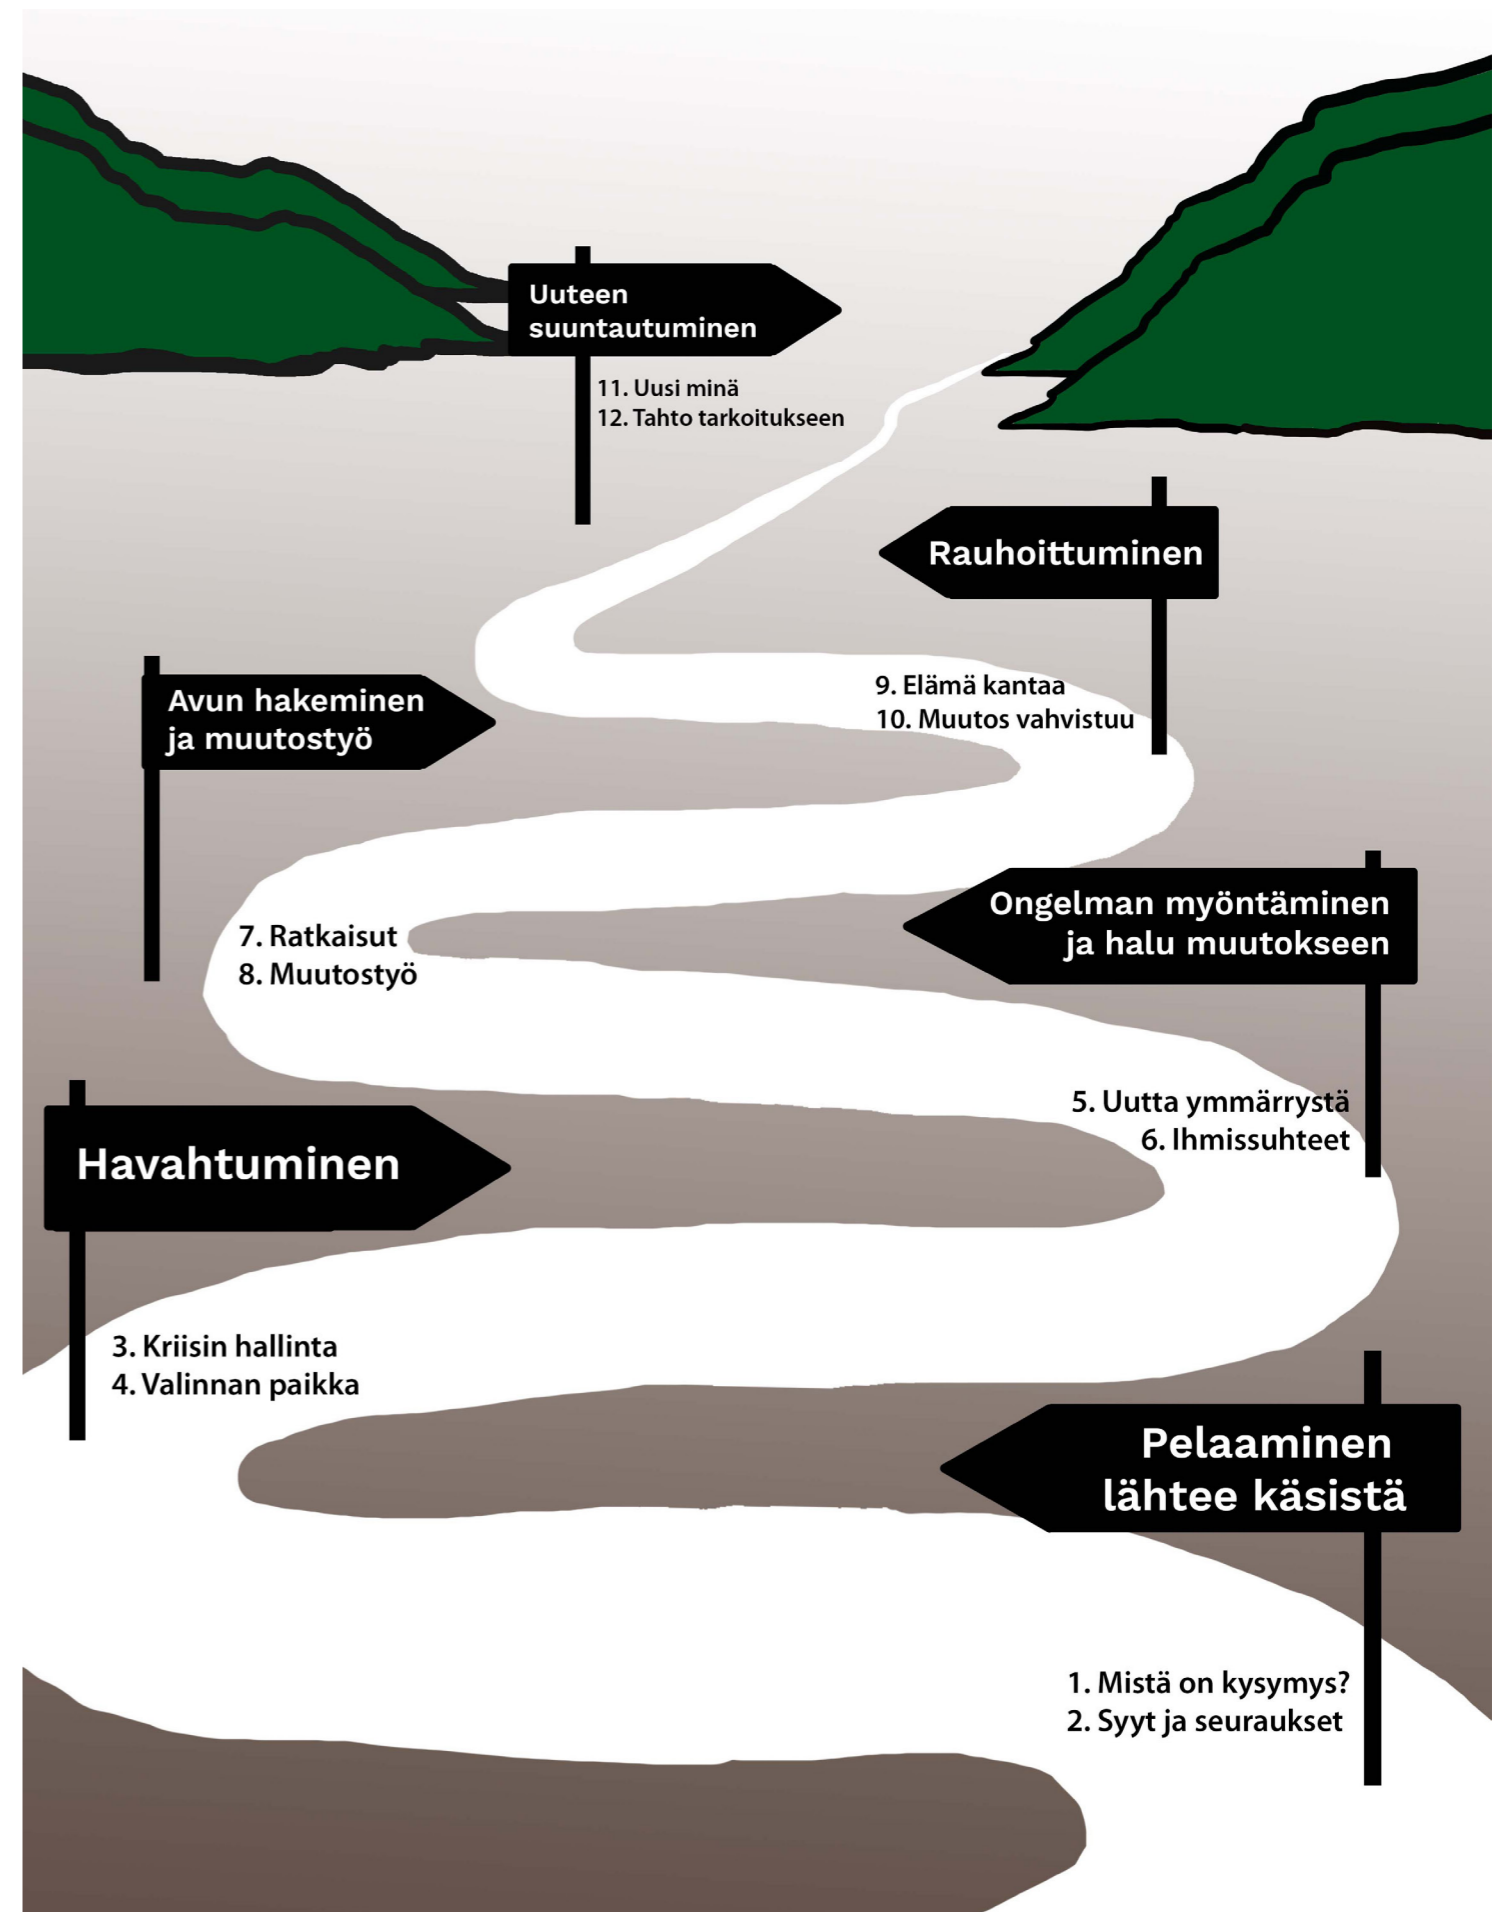 Uuteen
suuntautuminen
11. Uusi minä
12. Tahto tarkoitukseen
Rauhoittuminen
9. Elämä kantaa
10. Muutos vahvistuu
Avun hakeminen
ja muutostyö
7. Ratkaisut
8. Muutostyö
Ongelman myöntäminen
ja halu muutokseen
5. Uutta ymmärrystä
6. Ihmissuhteet
Havahtuminen
3. Kriisin hallinta
4. Valinnan paikka
Pelaaminen
lähtee käsistä
1. Mistä on kysymys?
2. Syyt ja seuraukset